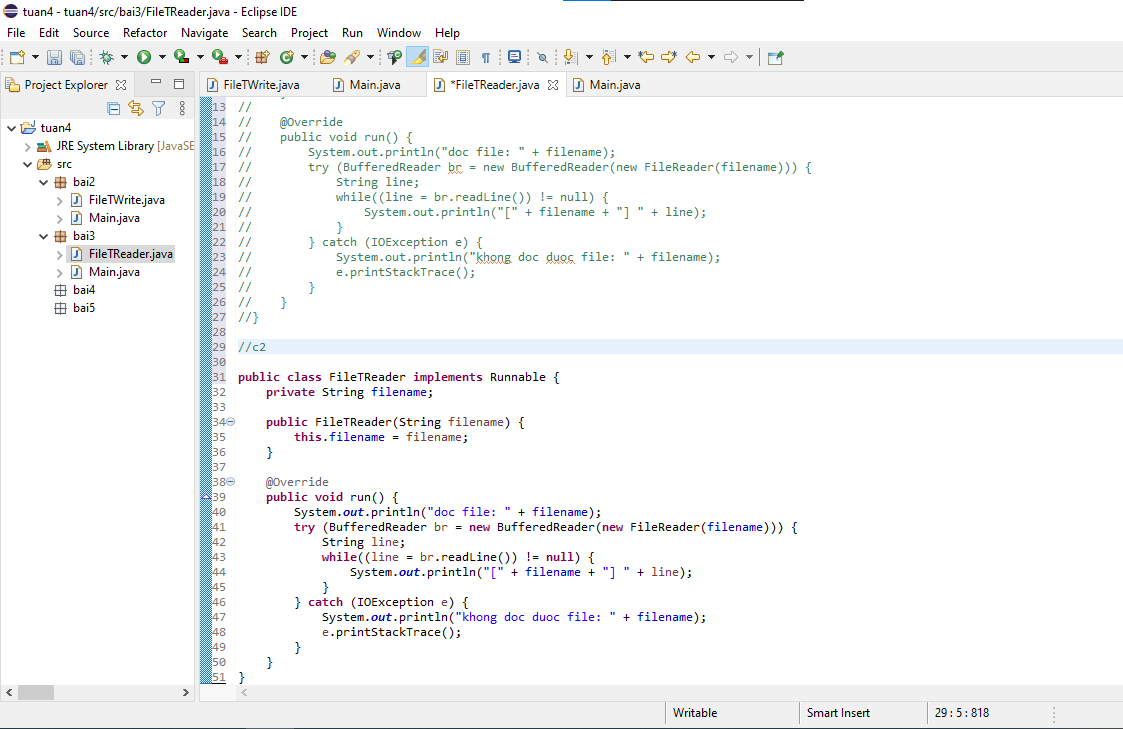 tuan4 - tuan4/src/bai3/FileTReader.java - Eclipse IDE
File Edit Source Refactor Navigate Search Project Run Window Help
Project Explorer
FileTWrite.java Main.java *FileTReader.java Main.java
tuan4
JRE System Library [JavaSE
src
bai2
FileTWrite.java
Main.java
bai3
FileTReader.java
Main.java
bai4
bai5
13 //
14 // @Override
15 // public void run() {
16 // System.out.println("doc file: " + filename);
17 // try (BufferedReader br = new BufferedReader(new FileReader(filename))) {
18 // String line;
19 // while((line = br.readLine()) != null) {
20 // System.out.println("[" + filename + "] " + line);
21 // }
22 // } catch (IOException e) {
23 // System.out.println("khong doc duoc file: " + filename);
24 // e.printStackTrace();
25 // }
26 // }
27 //}
28
29 //c2
30
31 public class FileTReader implements Runnable {
32 private String filename;
33
34 public FileTReader(String filename) {
35 this.filename = filename;
36 }
37
38 @Override
39 public void run() {
40 System.out.println("doc file: " + filename);
41 try (BufferedReader br = new BufferedReader(new FileReader(filename))) {
42 String line;
43 while((line = br.readLine()) != null) {
44 System.out.println("[" + filename + "] " + line);
45 }
46 } catch (IOException e) {
47 System.out.println("khong doc duoc file: " + filename);
48 e.printStackTrace();
49 }
50 }
51 }
Writable Smart Insert 29 : 5 : 818